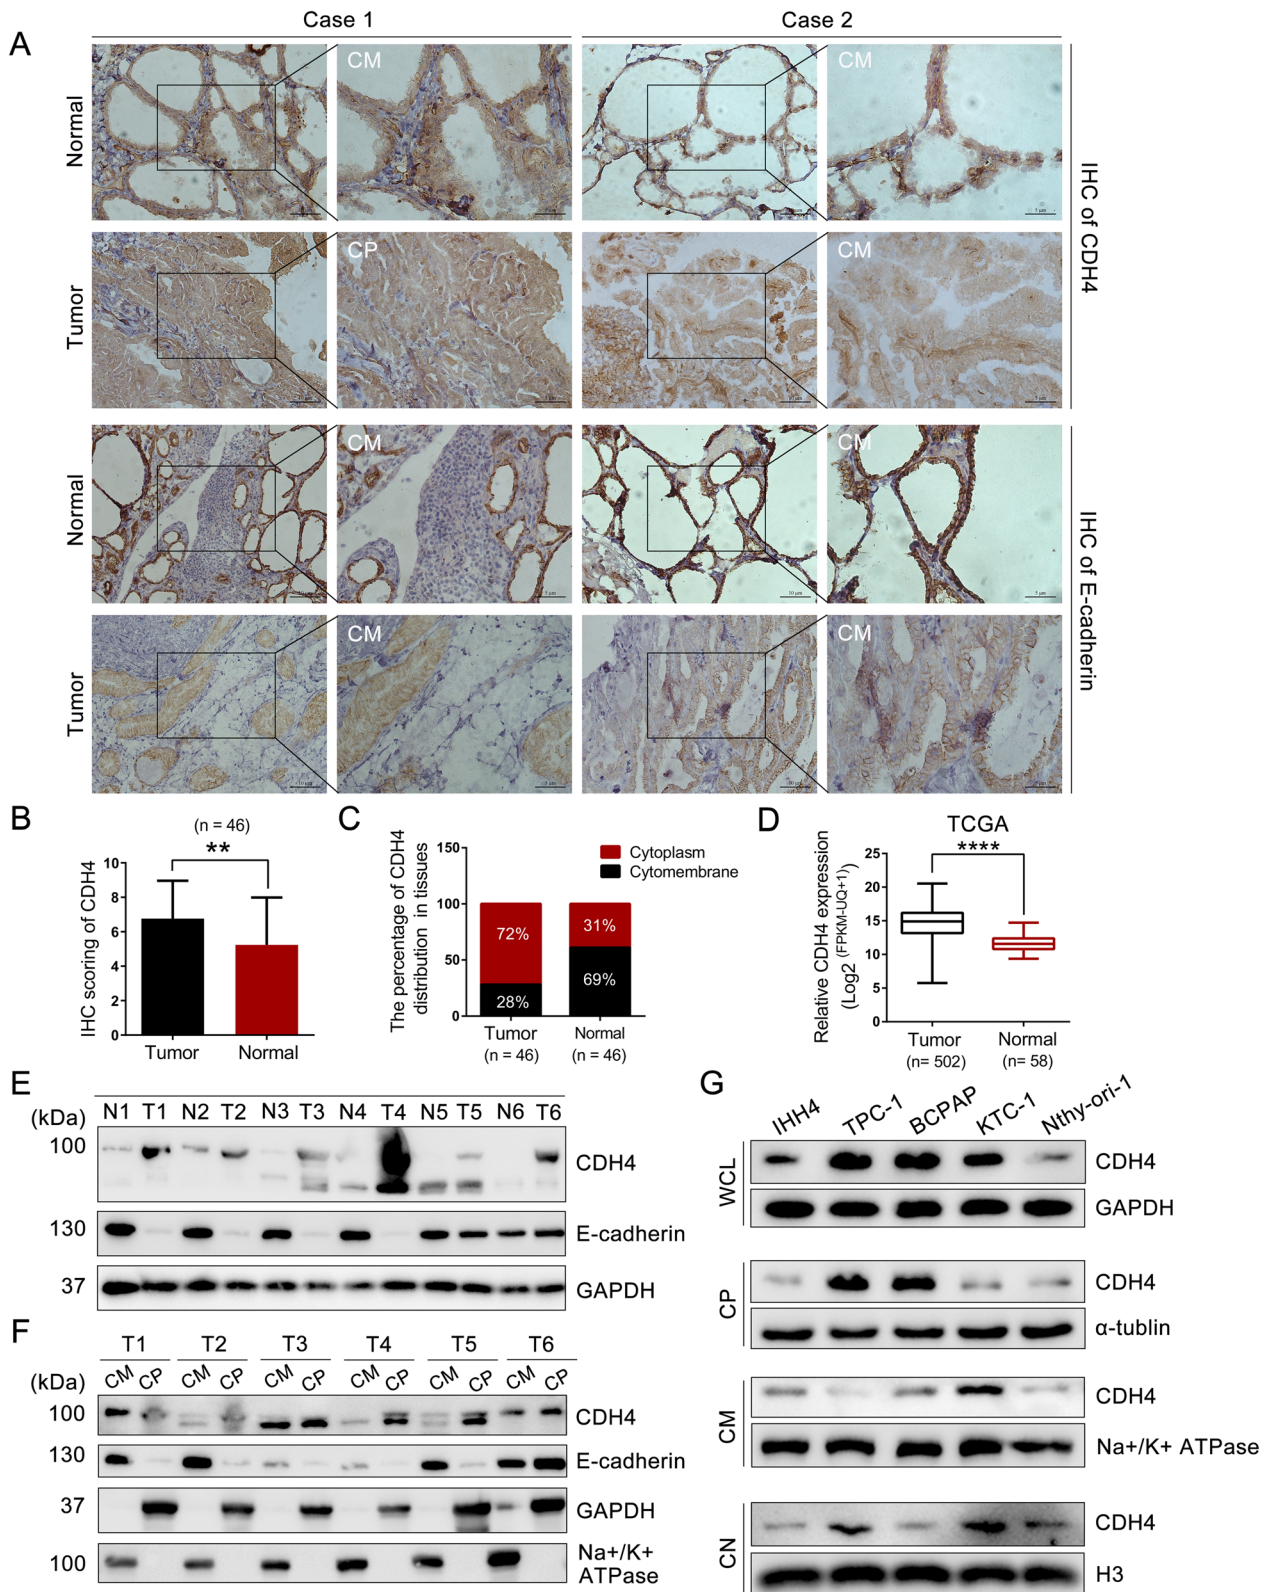 Case 1
Case 2
A
Normal
CM
CM
IHC of CDH4
Tumor
CP
CM
Normal
CM
CM
IHC of E-cadherin
Tumor
CM
CM
B
(n = 46)
**
IHC scoring of CDH4
10
8
6
4
2
0
Tumor
Normal
C
The percentage of CDH4
distribution in tissues
150
100
50
0
Cytoplasm
Cytomembrane
72%
28%
31%
69%
Tumor
(n = 46)
Normal
(n = 46)
D
TCGA
****
Relative CDH4 expression
(Log2 (FPKM-UQ+1)
25
20
15
10
5
0
Tumor
(n= 502)
Normal
(n= 58)
E
(kDa)
N1 T1 N2 T2 N3 T3 N4 T4 N5 T5 N6 T6
100
CDH4
130
E-cadherin
37
GAPDH
F
T1 T2 T3 T4 T5 T6
(kDa)
CM CP CM CP CM CP CM CP CM CP CM CP
100
CDH4
130
E-cadherin
37
GAPDH
100
Na+/K+
ATPase
G
IHH4 TPC-1 BCPAP KTC-1 Nthy-ori-1
WCL
CDH4
GAPDH
CP
CDH4
α-tublin
CM
CDH4
Na+/K+ ATPase
CN
CDH4
H3